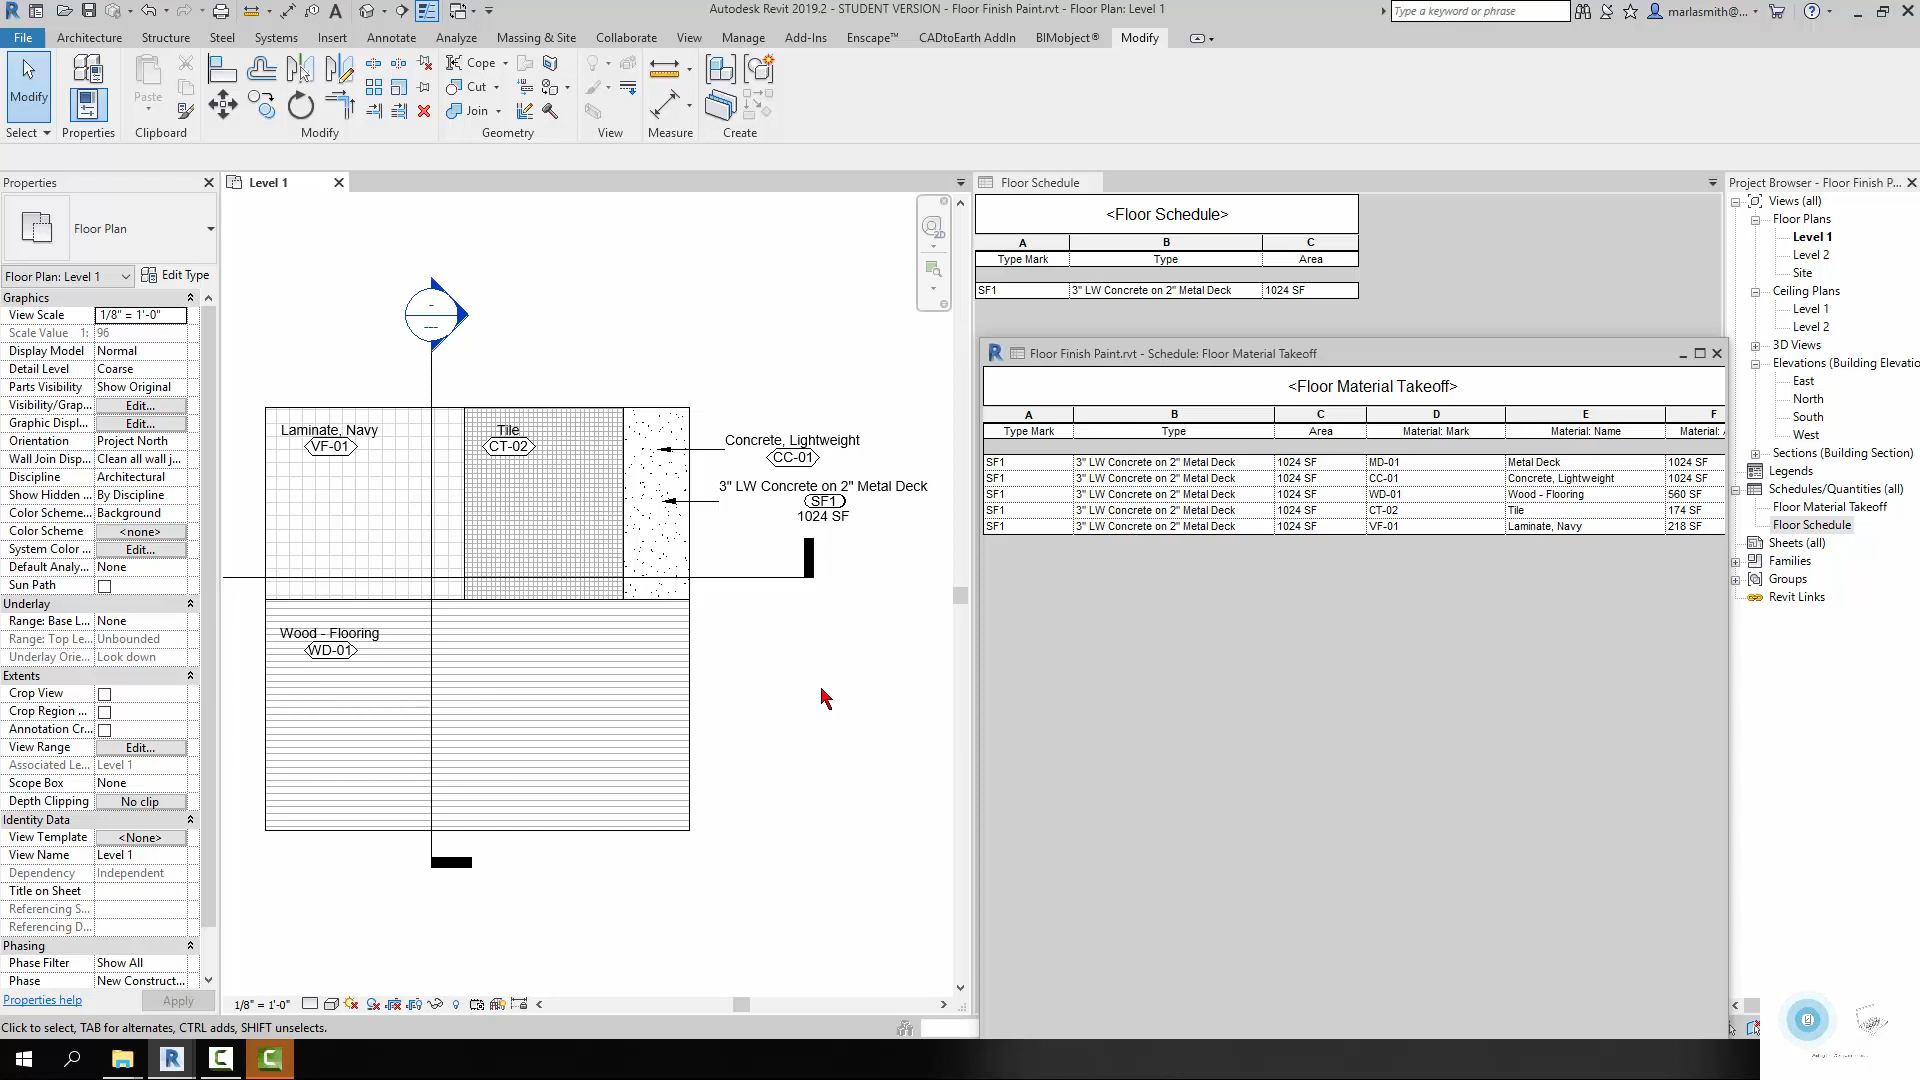 Autodesk Revit 2019.2 - STUDENT VERSION - Floor Finish Paint.rvt - Floor Plan: Level 1
Type a keyword or phrase
marlasmith@...
File Architecture Structure Steel Systems Insert Annotate Analyze Massing & Site Collaborate View Manage Add-Ins Enscape™ CADtoEarth AddIn BIMobject® Modify
Modify
Paste
Cope
Cut
Join
Select Properties Clipboard Modify Geometry View Measure Create
Properties
Floor Plan
Floor Plan: Level 1 Edit Type
Graphics
View Scale 1/8" = 1'-0"
Scale Value 1: 96
Display Model Normal
Detail Level Coarse
Parts Visibility Show Original
Visibility/Grap... Edit...
Graphic Displ... Edit...
Orientation Project North
Wall Join Disp... Clean all wall j...
Discipline Architectural
Show Hidden ... By Discipline
Color Scheme... Background
Color Scheme <none>
System Color ... Edit...
Default Analy... None
Sun Path
Underlay
Range: Base L... None
Range: Top Le... Unbounded
Underlay Orie... Look down
Extents
Crop View
Crop Region ...
Annotation Cr...
View Range Edit...
Associated Le... Level 1
Scope Box None
Depth Clipping No clip
Identity Data
View Template <None>
View Name Level 1
Dependency Independent
Title on Sheet
Referencing S...
Referencing D...
Phasing
Phase Filter Show All
Phase New Construct...
Properties help Apply
Level 1
2D
Laminate, Navy
VF-01
Tile
CT-02
Concrete, Lightweight
CC-01
3" LW Concrete on 2" Metal Deck
SF1
1024 SF
Wood - Flooring
WD-01
1/8" = 1'-0"
Floor Schedule
<Floor Schedule>
A B C
Type Mark Type Area
SF1 3" LW Concrete on 2" Metal Deck 1024 SF
Floor Finish Paint.rvt - Schedule: Floor Material Takeoff
<Floor Material Takeoff>
A B C D E F
Type Mark Type Area Material: Mark Material: Name Material:
SF1 3" LW Concrete on 2" Metal Deck 1024 SF MD-01 Metal Deck 1024 SF
SF1 3" LW Concrete on 2" Metal Deck 1024 SF CC-01 Concrete, Lightweight 1024 SF
SF1 3" LW Concrete on 2" Metal Deck 1024 SF WD-01 Wood - Flooring 560 SF
SF1 3" LW Concrete on 2" Metal Deck 1024 SF CT-02 Tile 174 SF
SF1 3" LW Concrete on 2" Metal Deck 1024 SF VF-01 Laminate, Navy 218 SF
Project Browser - Floor Finish P...
Views (all)
Floor Plans
Level 1
Level 2
Site
Ceiling Plans
Level 1
Level 2
3D Views
Elevations (Building Elevatio
East
North
South
West
Sections (Building Section)
Legends
Schedules/Quantities (all)
Floor Material Takeoff
Floor Schedule
Sheets (all)
Families
Groups
Revit Links
Click to select, TAB for alternates, CTRL adds, SHIFT unselects.